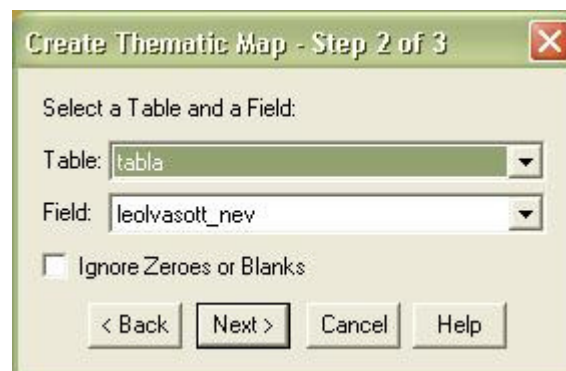 Create Thematic Map - Step 2 of 3
Select a Table and a Field:
Table: tabla
Field: leolvasott_nev
Ignore Zeroes or Blanks
< Back Next > Cancel Help